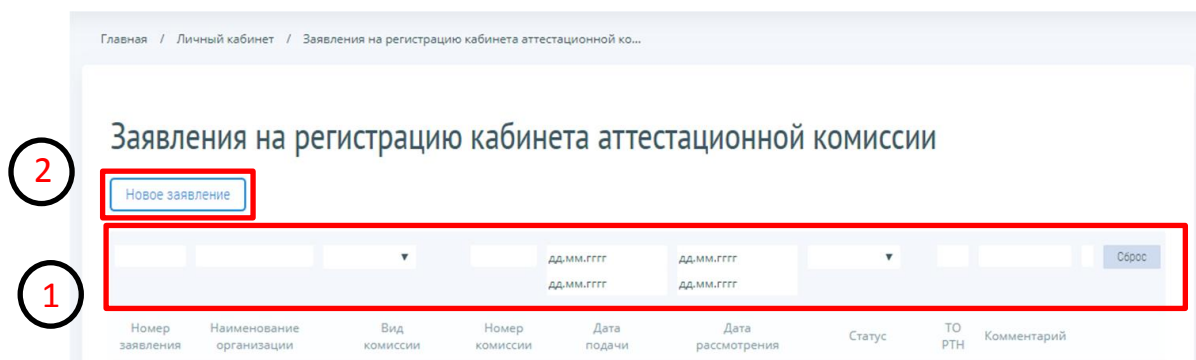 Главная / Личный кабинет / Заявления на регистрацию кабинета аттестационной ко...
Заявления на регистрацию кабинета аттестационной комиссии
2
Новое заявление
дд.мм.гггг дд.мм.гггг Сброс
дд.мм.гггг дд.мм.гггг
1
Номер Наименование Вид Номер Дата Дата Статус ТО Комментарий
заявления организации комиссии комиссии подачи рассмотрения РТН